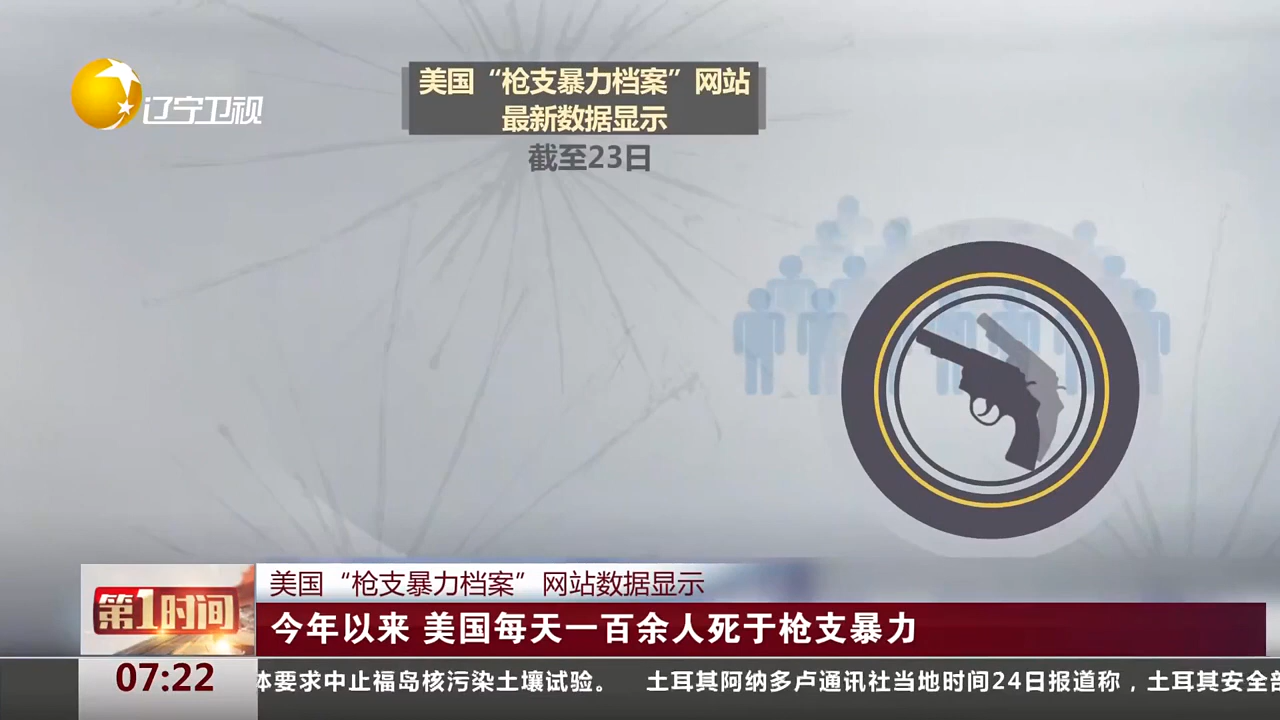 美国“枪支暴力档案”网站
最新数据显示
截至23日
辽宁卫视
美国“枪支暴力档案”网站数据显示
第1时间
今年以来 美国每天一百余人死于枪支暴力
07:22
体要求中止福岛核污染土壤试验。 土耳其阿纳多卢通讯社当地时间24日报道称，土耳其安全部